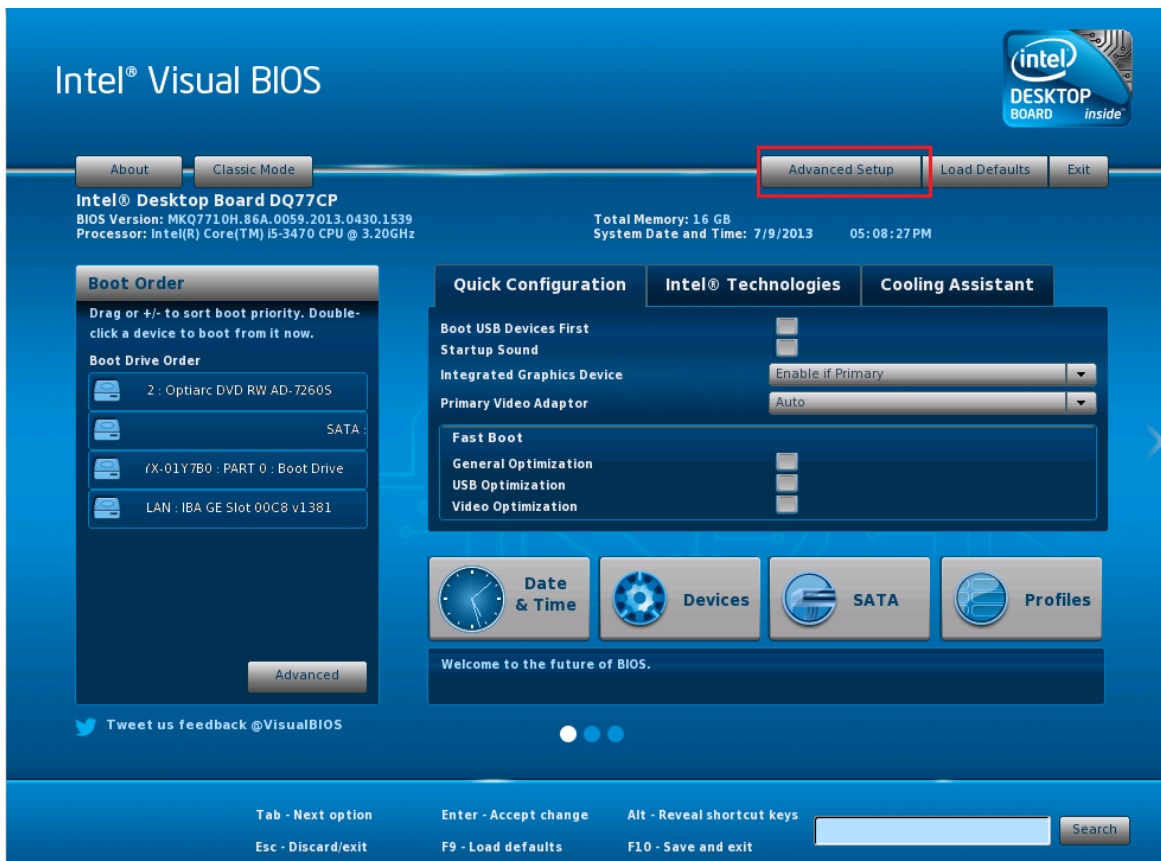 Intel® Visual BIOS
intel
DESKTOP
BOARD inside™
About
Classic Mode
Advanced Setup
Load Defaults
Exit
Intel® Desktop Board DQ77CP
BIOS Version: MKQ7710H.86A.0059.2013.0430.1539
Processor: Intel(R) Core(TM) i5-3470 CPU @ 3.20GHz
Total Memory: 16 GB
System Date and Time: 7/9/2013 05:08:27 PM
Boot Order
Drag or +/- to sort boot priority. Double-
click a device to boot from it now.
Boot Drive Order
2 : Optiarc DVD RW AD-7260S
SATA :
7X-01Y7B0 : PART 0 : Boot Drive
LAN : IBA GE Slot 00C8 v1381
Advanced
Tweet us feedback @VisualBIOS
Quick Configuration
Intel® Technologies
Cooling Assistant
Boot USB Devices First
Startup Sound
Integrated Graphics Device
Enable if Primary
Primary Video Adaptor
Auto
Fast Boot
General Optimization
USB Optimization
Video Optimization
Date
& Time
Devices
SATA
Profiles
Welcome to the future of BIOS.
Tab - Next option
Enter - Accept change
Alt - Reveal shortcut keys
Esc - Discard/exit
F9 - Load defaults
F10 - Save and exit
Search